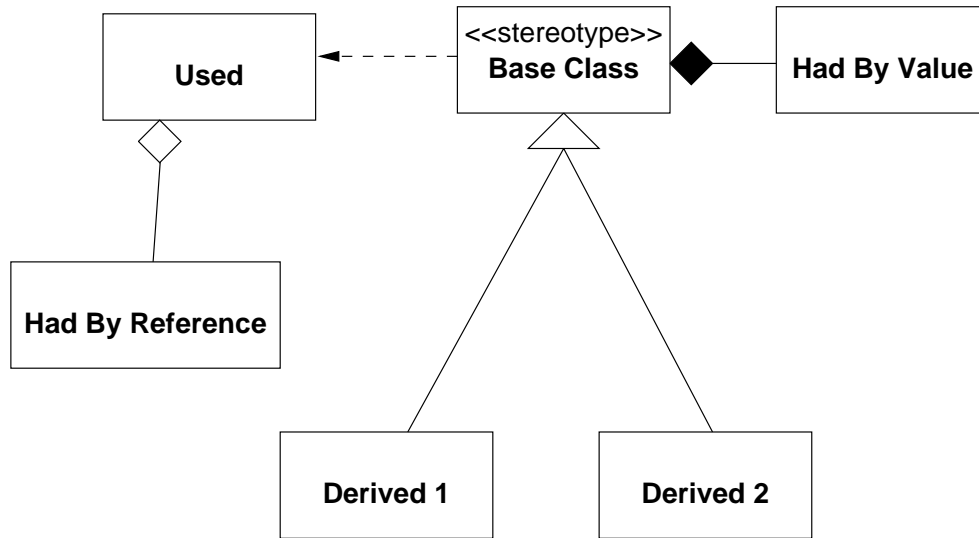 <<stereotype>>
Used
Base Class
Had By Value
Had By Reference
Derived 1
Derived 2